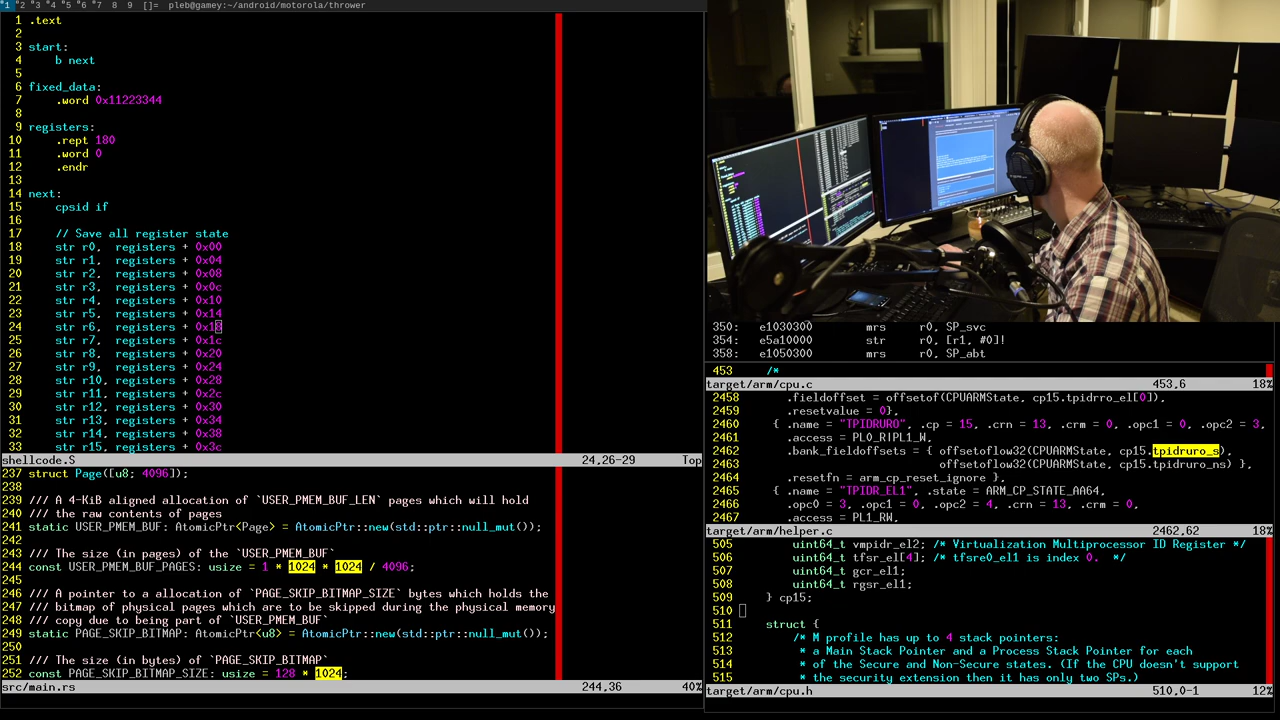 1 2 3 4 5 6 7 8 9 []= pleb@gamey:~/android/motorola/thrower
1 .text
2
3 start:
4 b next
5
6 fixed_data:
7 .word 0x11223344
8
9 registers:
10 .rept 180
11 .word 0
12 .endr
13
14 next:
15 cpsid if
16
17 // Save all register state
18 str r0, registers + 0x00
19 str r1, registers + 0x04
20 str r2, registers + 0x08
21 str r3, registers + 0x0c
22 str r4, registers + 0x10
23 str r5, registers + 0x14
24 str r6, registers + 0x18
25 str r7, registers + 0x1c
26 str r8, registers + 0x20
27 str r9, registers + 0x24
28 str r10, registers + 0x28
29 str r11, registers + 0x2c
30 str r12, registers + 0x30
31 str r13, registers + 0x34
32 str r14, registers + 0x38
33 str r15, registers + 0x3c
shellcode.S 24,26-29 Top
237 struct Page([u8; 4096]);
238
239 /// A 4-KiB aligned allocation of `USER_PMEM_BUF_LEN` pages which will hold
240 /// the raw contents of pages
241 static USER_PMEM_BUF: AtomicPtr<Page> = AtomicPtr::new(std::ptr::null_mut());
242
243 /// The size (in pages) of the `USER_PMEM_BUF`
244 const USER_PMEM_BUF_PAGES: usize = 1 * 1024 * 1024 / 4096;
245
246 /// A pointer to a allocation of `PAGE_SKIP_BITMAP_SIZE` bytes which holds the
247 /// bitmap of physical pages which are to be skipped during the physical memory
248 /// copy due to being part of `USER_PMEM_BUF`
249 static PAGE_SKIP_BITMAP: AtomicPtr<u8> = AtomicPtr::new(std::ptr::null_mut());
250
251 /// The size (in bytes) of `PAGE_SKIP_BITMAP`
252 const PAGE_SKIP_BITMAP_SIZE: usize = 128 * 1024;
src/main.rs 244,36 40%
350: e1030300 mrs r0, SP_svc
354: e5a10000 str r0, [r1, #0]!
358: e1050300 mrs r0, SP_abt
453 /*
target/arm/cpu.c 453,6 18%
2458 .fieldoffset = offsetof(CPUARMState, cp15.tpidrro_el[0]),
2459 .resetvalue = 0},
2460 { .name = "TPIDRURO", .cp = 15, .crn = 13, .crm = 0, .opc1 = 0, .opc2 = 3,
2461 .access = PL0_R|PL1_W,
2462 .bank_fieldoffsets = { offsetoflow32(CPUARMState, cp15.tpidruro_s),
2463 offsetoflow32(CPUARMState, cp15.tpidruro_ns) },
2464 .resetfn = arm_cp_reset_ignore },
2465 { .name = "TPIDR_EL1", .state = ARM_CP_STATE_AA64,
2466 .opc0 = 3, .opc1 = 0, .opc2 = 4, .crn = 13, .crm = 0,
2467 .access = PL1_RW,
target/arm/helper.c 2462,62 18%
505 uint64_t vmpidr_el2; /* Virtualization Multiprocessor ID Register */
506 uint64_t tfsr_el[4]; /* tfsre0_el1 is index 0. */
507 uint64_t gcr_el1;
508 uint64_t rgsr_el1;
509 } cp15;
510
511 struct {
512 /* M profile has up to 4 stack pointers:
513 * a Main Stack Pointer and a Process Stack Pointer for each
514 * of the Secure and Non-Secure states. (If the CPU doesn't support
515 * the security extension then it has only two SPs.)
target/arm/cpu.h 510,0-1 12%